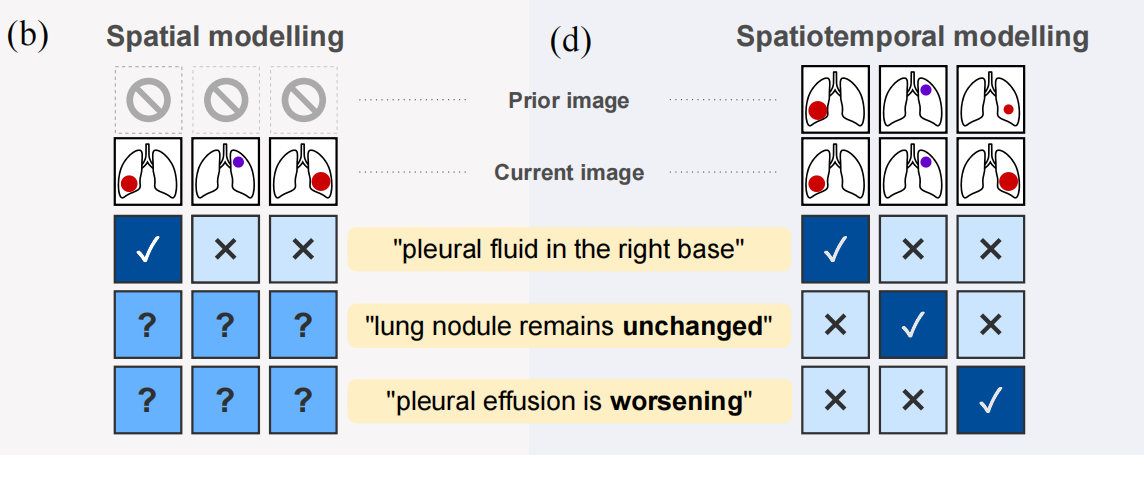 (b) Spatial modelling (d) Spatiotemporal modelling
Prior image
Current image
✓ × × "pleural fluid in the right base" ✓ × ×
? ? ? "lung nodule remains unchanged" × ✓ ×
? ? ? "pleural effusion is worsening" × × ✓